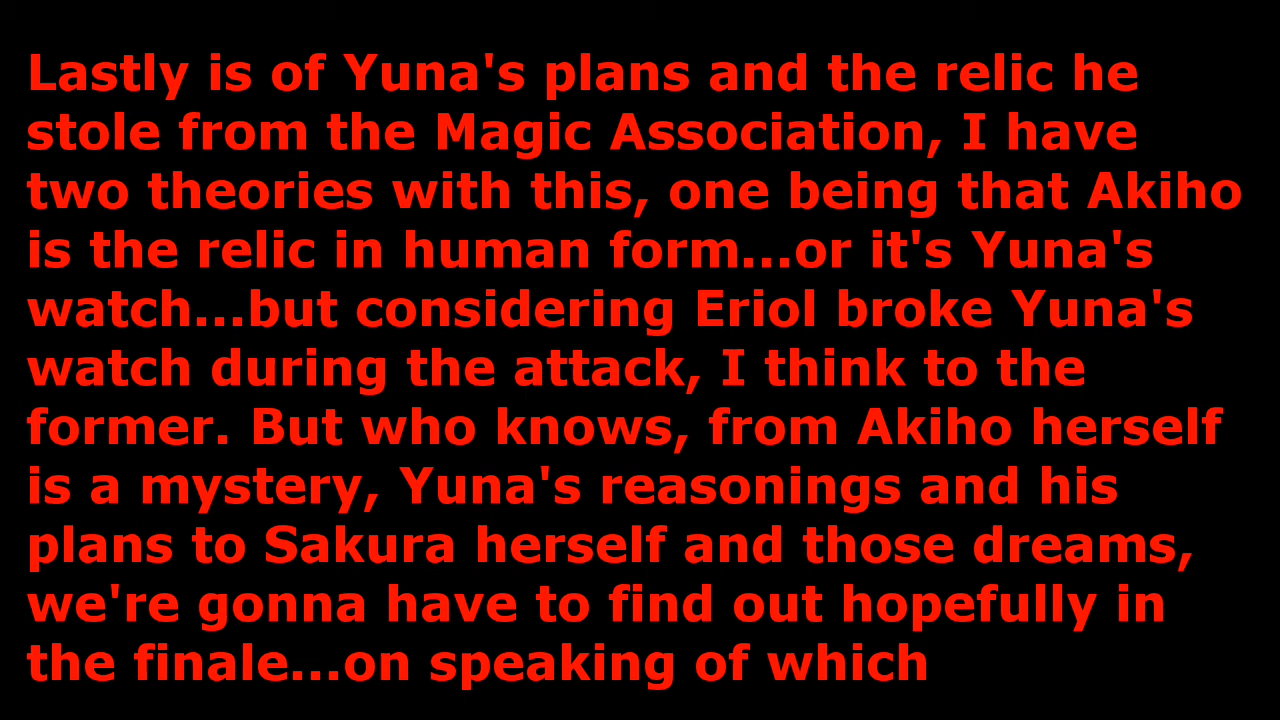 Lastly is of Yuna's plans and the relic he
stole from the Magic Association, I have
two theories with this, one being that Akiho
is the relic in human form...or it's Yuna's
watch...but considering Eriol broke Yuna's
watch during the attack, I think to the
former. But who knows, from Akiho herself
is a mystery, Yuna's reasonings and his
plans to Sakura herself and those dreams,
we're gonna have to find out hopefully in
the finale...on speaking of which